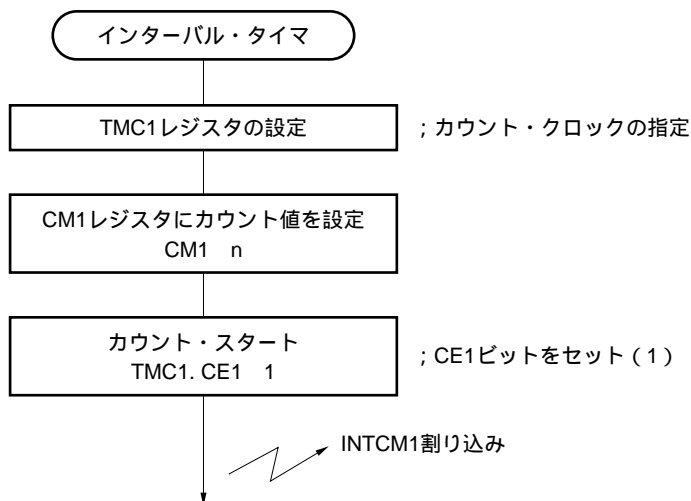 インターバル・タイマ
TMC1レジスタの設定
；カウント・クロックの指定
CM1レジスタにカウント値を設定
CM1　n
カウント・スタート
TMC1. CE1　1
；CE1ビットをセット（1）
INTCM1割り込み